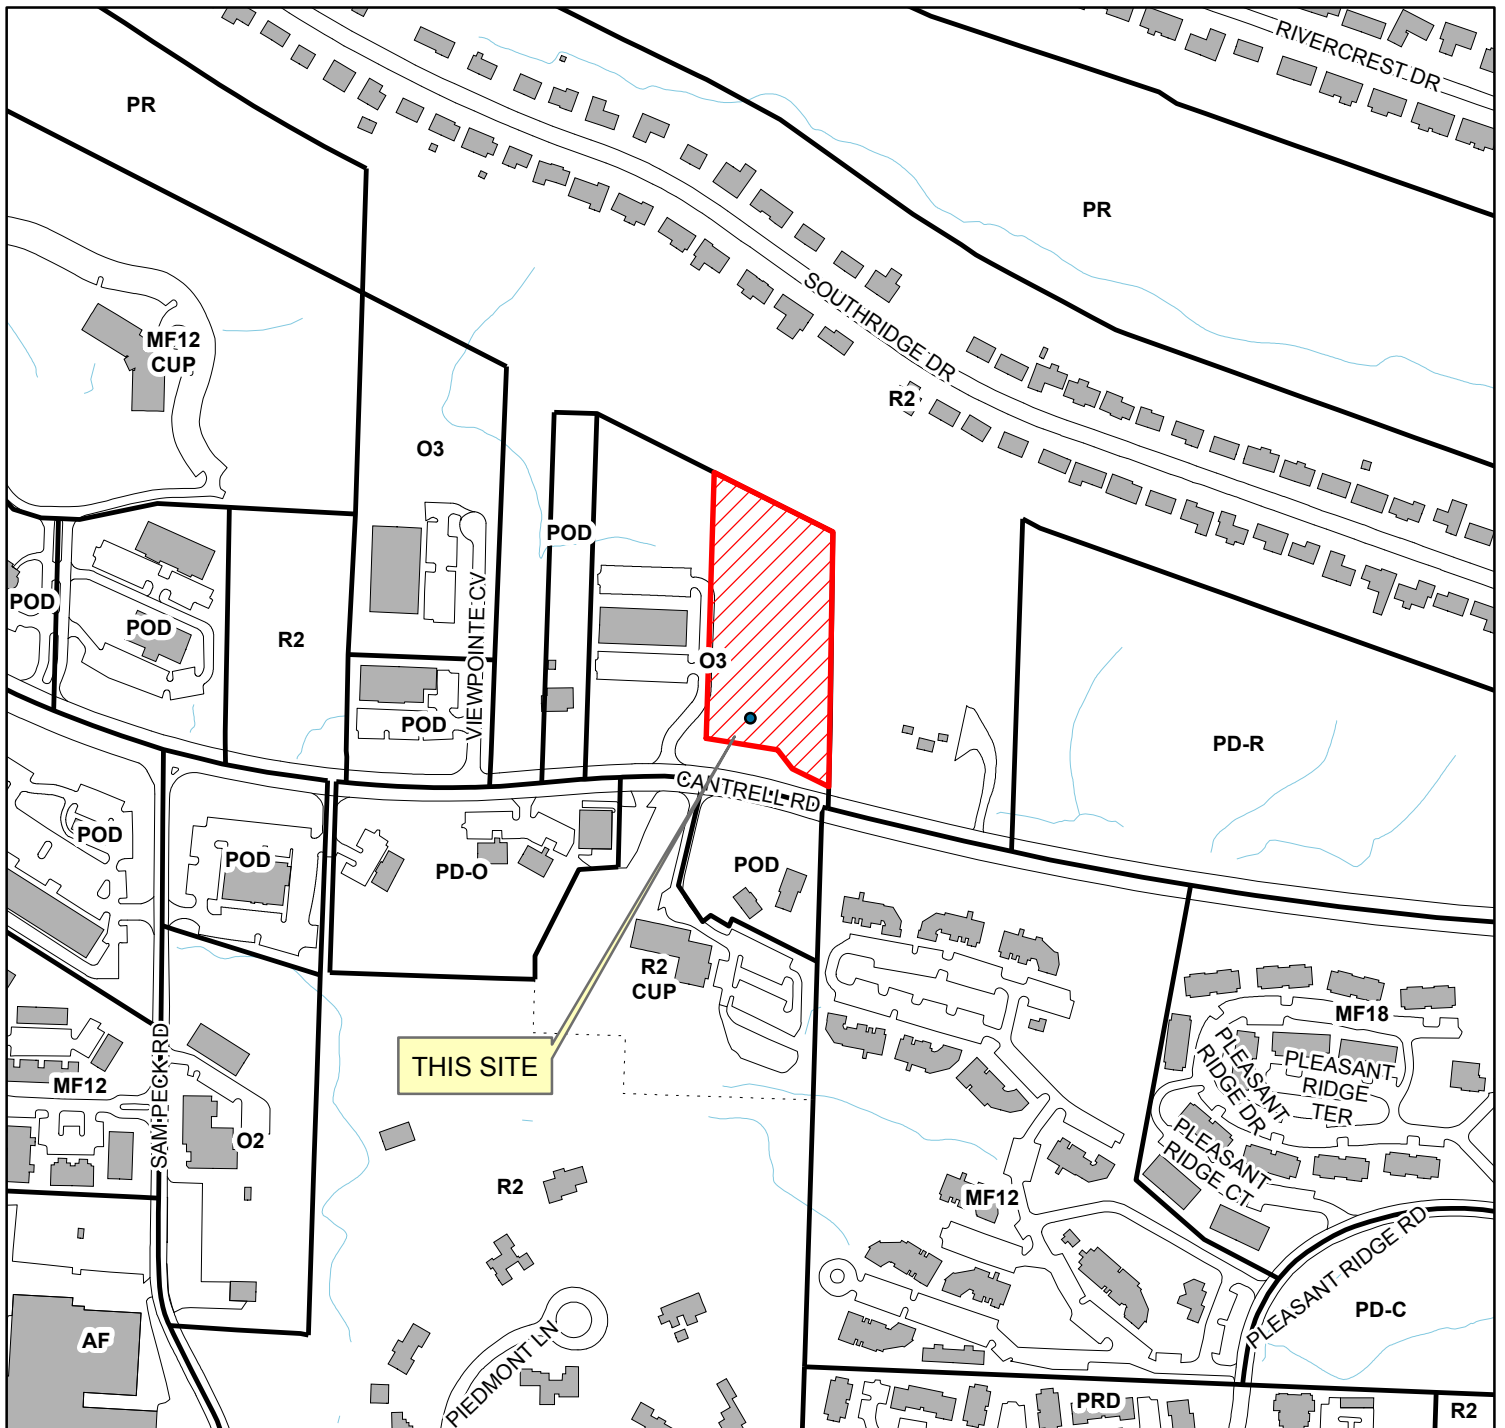 RIVERCREST DR
PR
PR
SOUTHRIDGE DR
MF12
CUP
R2
O3
POD
POD
POD
R2
VIEWPOINTE CV
O3
POD
PD-R
CANTRELL RD
POD
POD
PD-O
POD
R2
CUP
MF18
PLEASANT
RIDGE DR
PLEASANT
RIDGE
TER
THIS SITE
MF12
SAM PECK RD
O2
PLEASANT
RIDGE CT
R2
MF12
PLEASANT RIDGE RD
PD-C
AF
PIEDMONT LN
PRD
R2